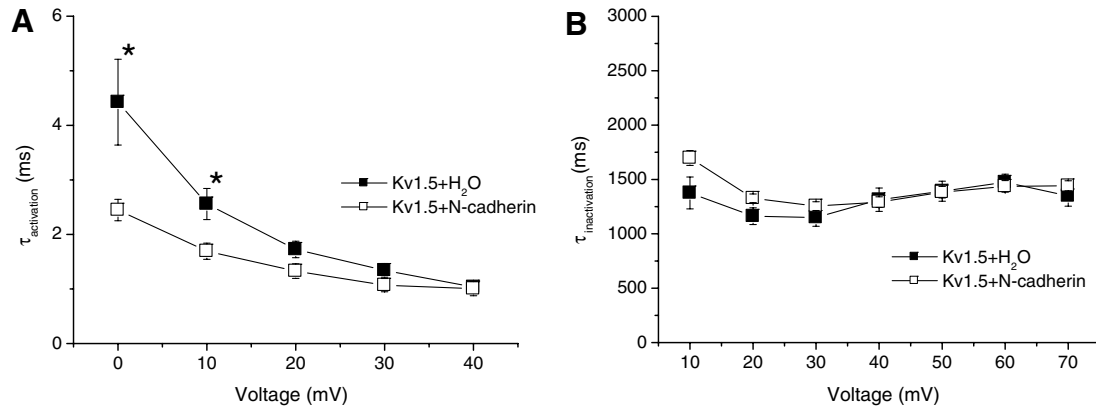 A
6
4
2
0
τactivation (ms)
*
*
Kv1.5+H2O
Kv1.5+N-cadherin
0 10 20 30 40
Voltage (mV)
B
3000
2500
2000
1500
1000
500
0
τinactivation(ms)
Kv1.5+H2O
Kv1.5+N-cadherin
10 20 30 40 50 60 70
Voltage (mV)